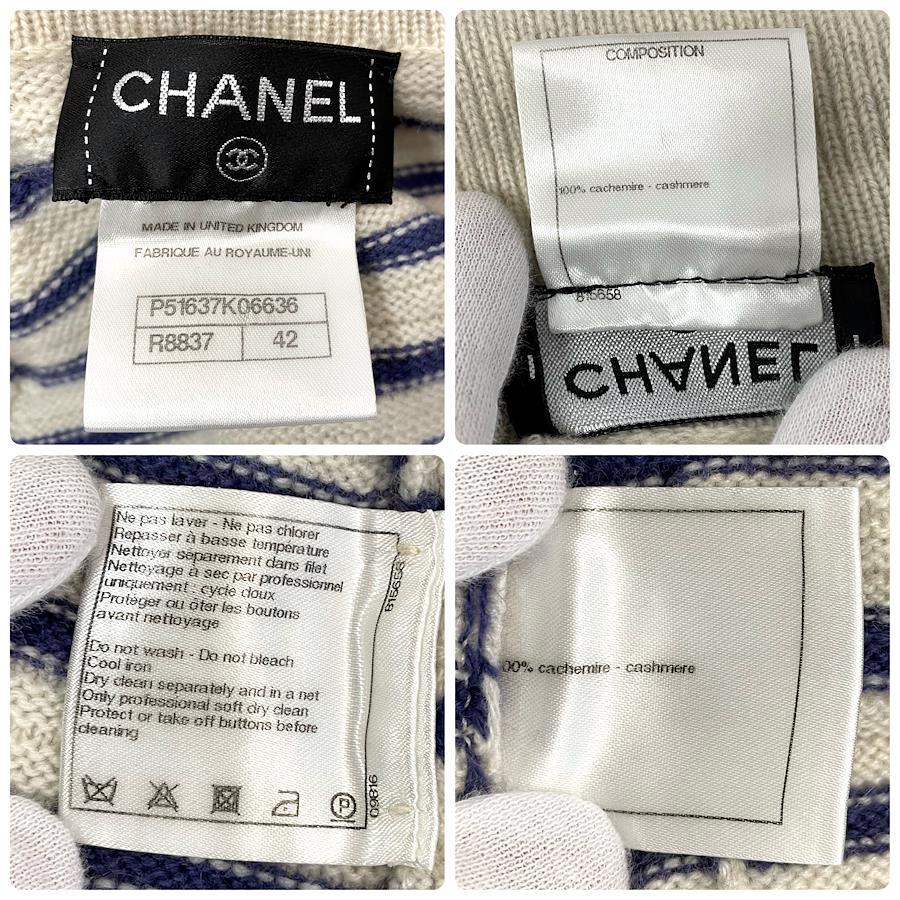 CHANEL
MADE IN UNITED KINGDOM
FABRIQUE AU ROYAUME-UNI
P51637K06636
R8837 42
COMPOSITION
100% cachemire - cashmere
815658
CHANEL
Ne pas laver - Ne pas chlorer
Repasser à basse température
Nettoyer separement dans filet
Nettoyage à sec par professionnel
uniquement : cycle doux
Protéger ou ôter les boutons
avant nettoyage
Do not wash - Do not bleach
Cool iron
Dry clean separately and in a net
Only professional soft dry clean
Protect or take off buttons before
cleaning
P
815658
09816
00% cachemire - cashmere